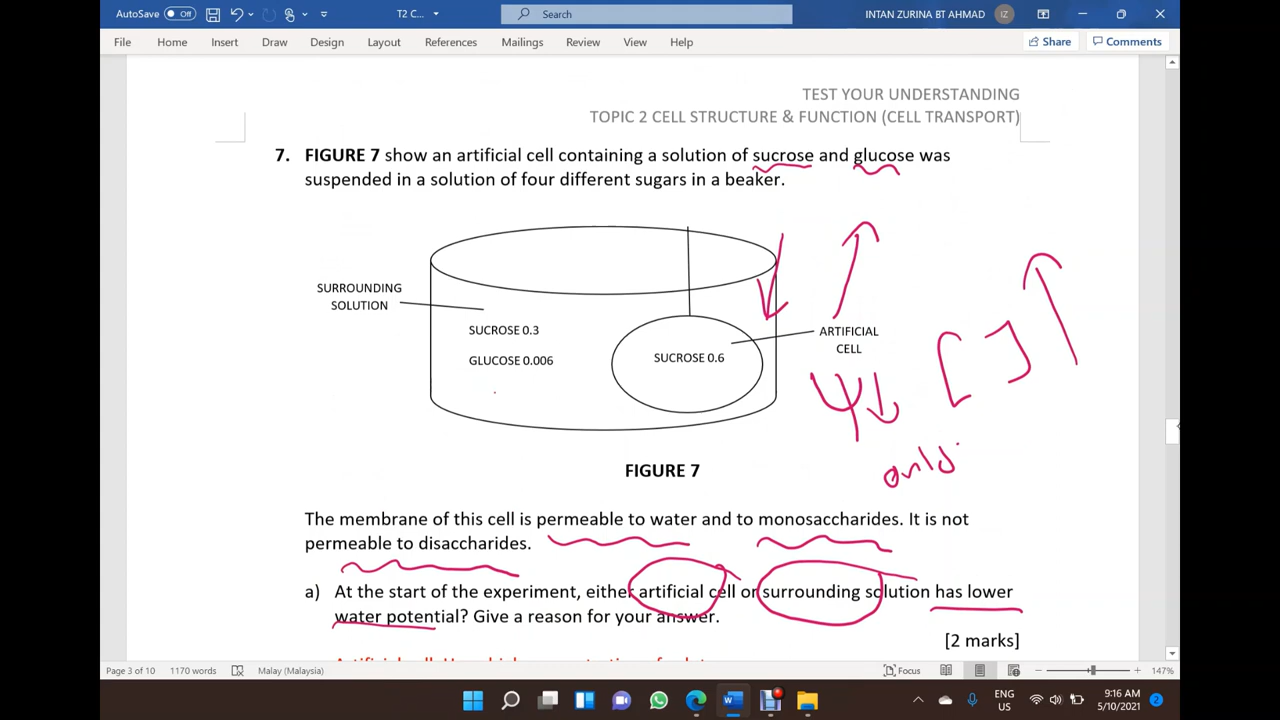 AutoSave Off
T2 C...
Search
INTAN ZURINA BT AHMAD
IZ
File Home Insert Draw Design Layout References Mailings Review View Help
Share Comments
TEST YOUR UNDERSTANDING
TOPIC 2 CELL STRUCTURE & FUNCTION (CELL TRANSPORT)
7. FIGURE 7 show an artificial cell containing a solution of sucrose and glucose was
suspended in a solution of four different sugars in a beaker.
SURROUNDING
SOLUTION
SUCROSE 0.3
GLUCOSE 0.006
SUCROSE 0.6
ARTIFICIAL
CELL
Ψ↓ [ ] ↑
only
FIGURE 7
The membrane of this cell is permeable to water and to monosaccharides. It is not
permeable to disaccharides.
a) At the start of the experiment, either artificial cell or surrounding solution has lower
water potential? Give a reason for your answer.
[2 marks]
Page 3 of 10 1170 words Malay (Malaysia) Focus 147%
ENG
US
9:16 AM
5/10/2021
2